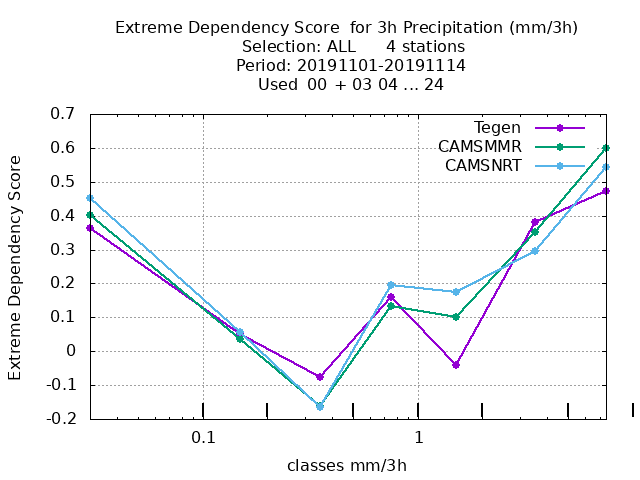 Extreme Dependency Score  for 3h Precipitation (mm/3h)
Selection: ALL      4 stations
Period: 20191101-20191114
Used  00  + 03 04 ... 24
0.7
0.6
0.5
0.4
0.3
0.2
0.1
0
-0.1
-0.2
Extreme Dependency Score
Tegen
CAMSMMR
CAMSNRT
0.1
1
classes mm/3h